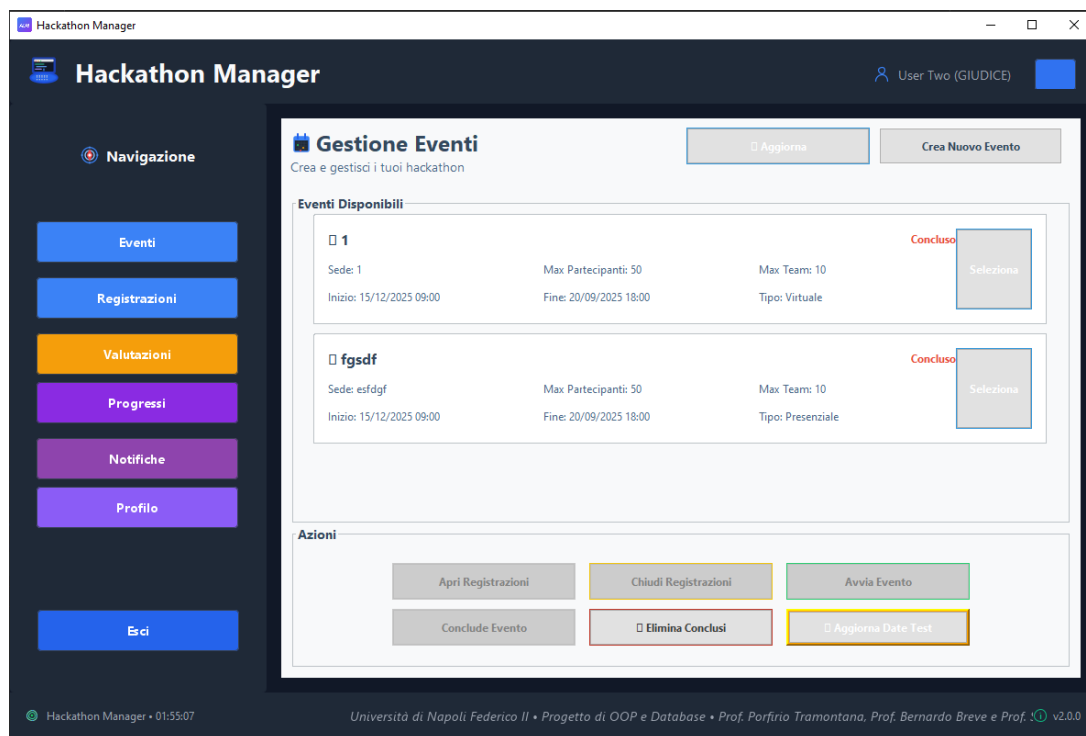 Hackathon Manager
Hackathon Manager
User Two (GIUDICE)
Navigazione
Eventi
Registrazioni
Valutazioni
Progressi
Notifiche
Profilo
Esci
Gestione Eventi
Crea e gestisci i tuoi hackathon
Aggiorna
Crea Nuovo Evento
Eventi Disponibili
1
Concluso
Seleziona
Sede: 1
Max Partecipanti: 50
Max Team: 10
Inizio: 15/12/2025 09:00
Fine: 20/09/2025 18:00
Tipo: Virtuale
fgsdf
Concluso
Seleziona
Sede: esfdgf
Max Partecipanti: 50
Max Team: 10
Inizio: 15/12/2025 09:00
Fine: 20/09/2025 18:00
Tipo: Presenziale
Azioni
Apri Registrazioni
Chiudi Registrazioni
Avvia Evento
Conclude Evento
Elimina Conclusi
Aggiorna Date Test
Hackathon Manager • 01:55:07
Università di Napoli Federico II • Progetto di OOP e Database • Prof. Porfirio Tramontana, Prof. Bernardo Breve e Prof.
v2.0.0